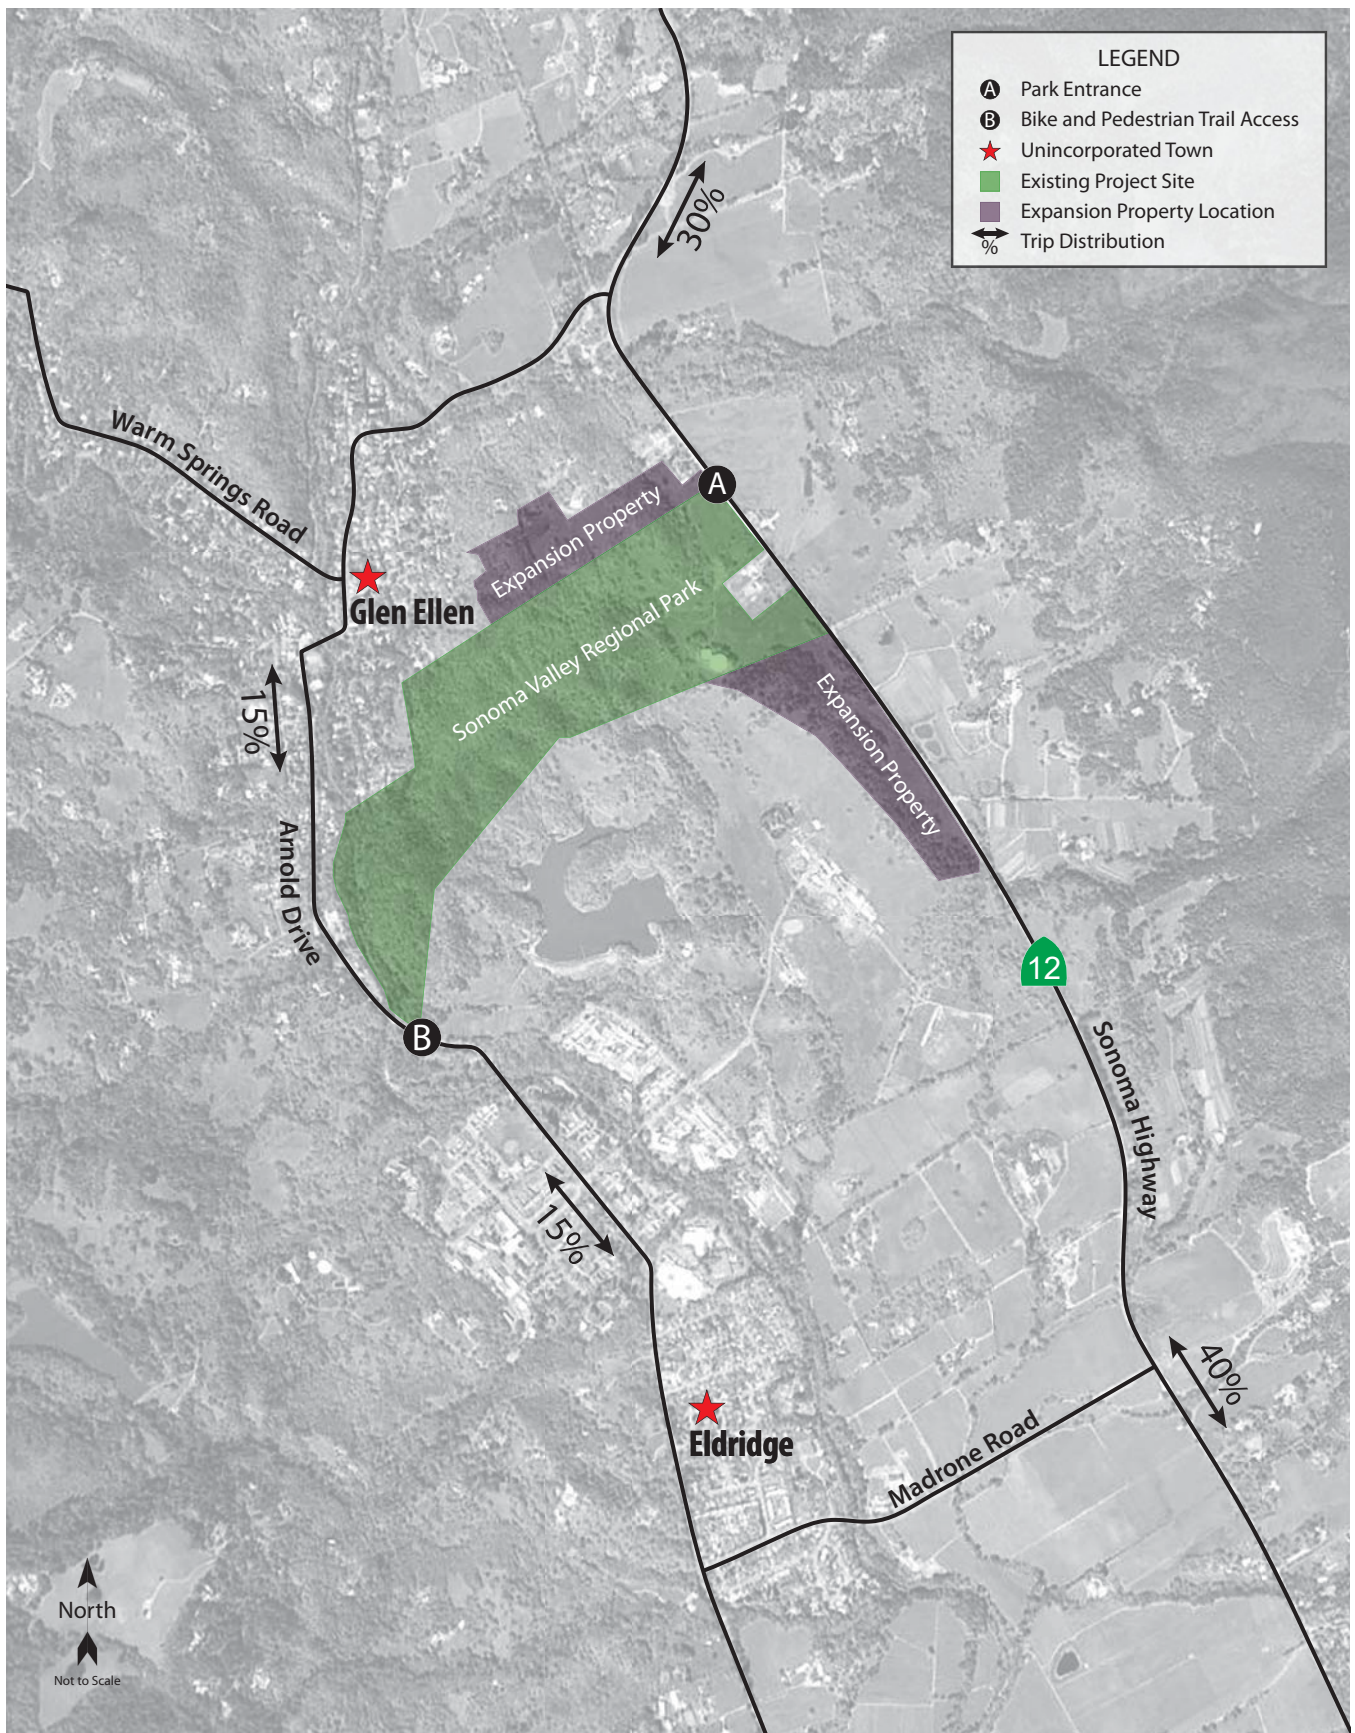 LEGEND
A Park Entrance
B Bike and Pedestrian Trail Access
Unincorporated Town
Existing Project Site
Expansion Property Location
% Trip Distribution
30%
Warm Springs Road
A
Expansion Property
Glen Ellen
Sonoma Valley Regional Park
15%
Expansion Property
Arnold Drive
12
B
Sonoma Highway
15%
40%
Eldridge
Madrone Road
North
Not to Scale